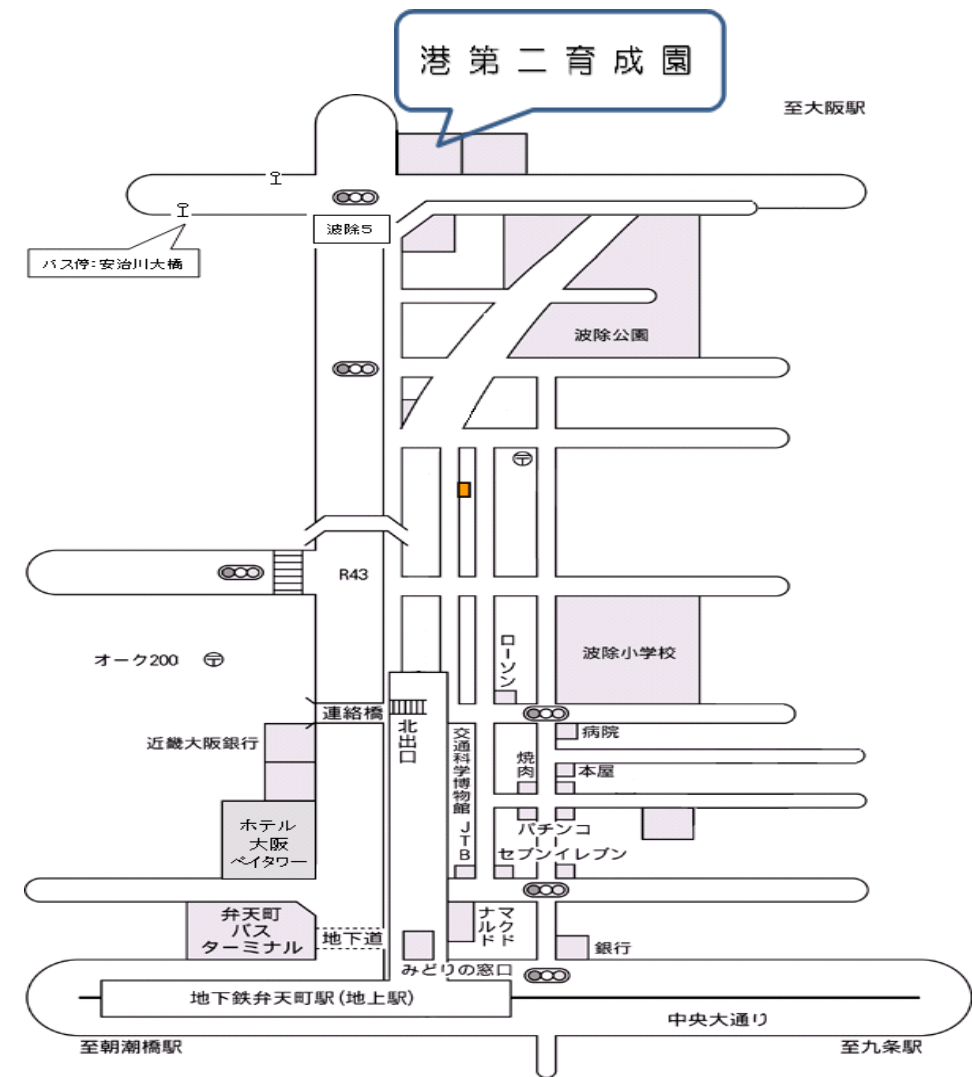 港第二育成園
至大阪駅
波除5
バス停:安治川大橋
波除公園
R43
オーク200
ローソン
波除小学校
連絡橋
北出口
近畿大阪銀行
交通科学博物館
JTB
焼肉
病院
本屋
パチンコ
セブンイレブン
ホテル
大阪
ベイタワー
弁天町
バス
ターミナル
地下道
マクド
ナルド
銀行
みどりの窓口
地下鉄弁天町駅(地上駅)
中央大通り
至朝潮橋駅
至九条駅